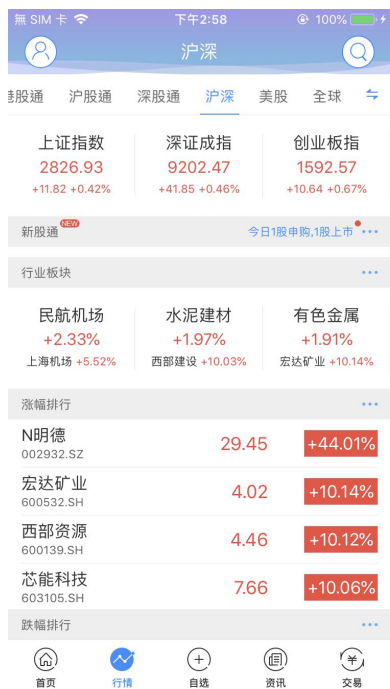 無 SIM 卡 下午2:58 100%
沪深
港股通 沪股通 深股通 沪深 美股 全球
上证指数 深证成指 创业板指
2826.93 9202.47 1592.57
+11.82 +0.42% +41.85 +0.46% +10.64 +0.67%
新股通 NEW 今日1股申购,1股上市
行业板块
民航机场 水泥建材 有色金属
+2.33% +1.97% +1.91%
上海机场 +5.52% 西部建设 +10.03% 宏达矿业 +10.14%
涨幅排行
N明德 29.45 +44.01%
002932.SZ
宏达矿业 4.02 +10.14%
600532.SH
西部资源 4.46 +10.12%
600139.SH
芯能科技 7.66 +10.06%
603105.SH
跌幅排行
首页 行情 自选 资讯 交易